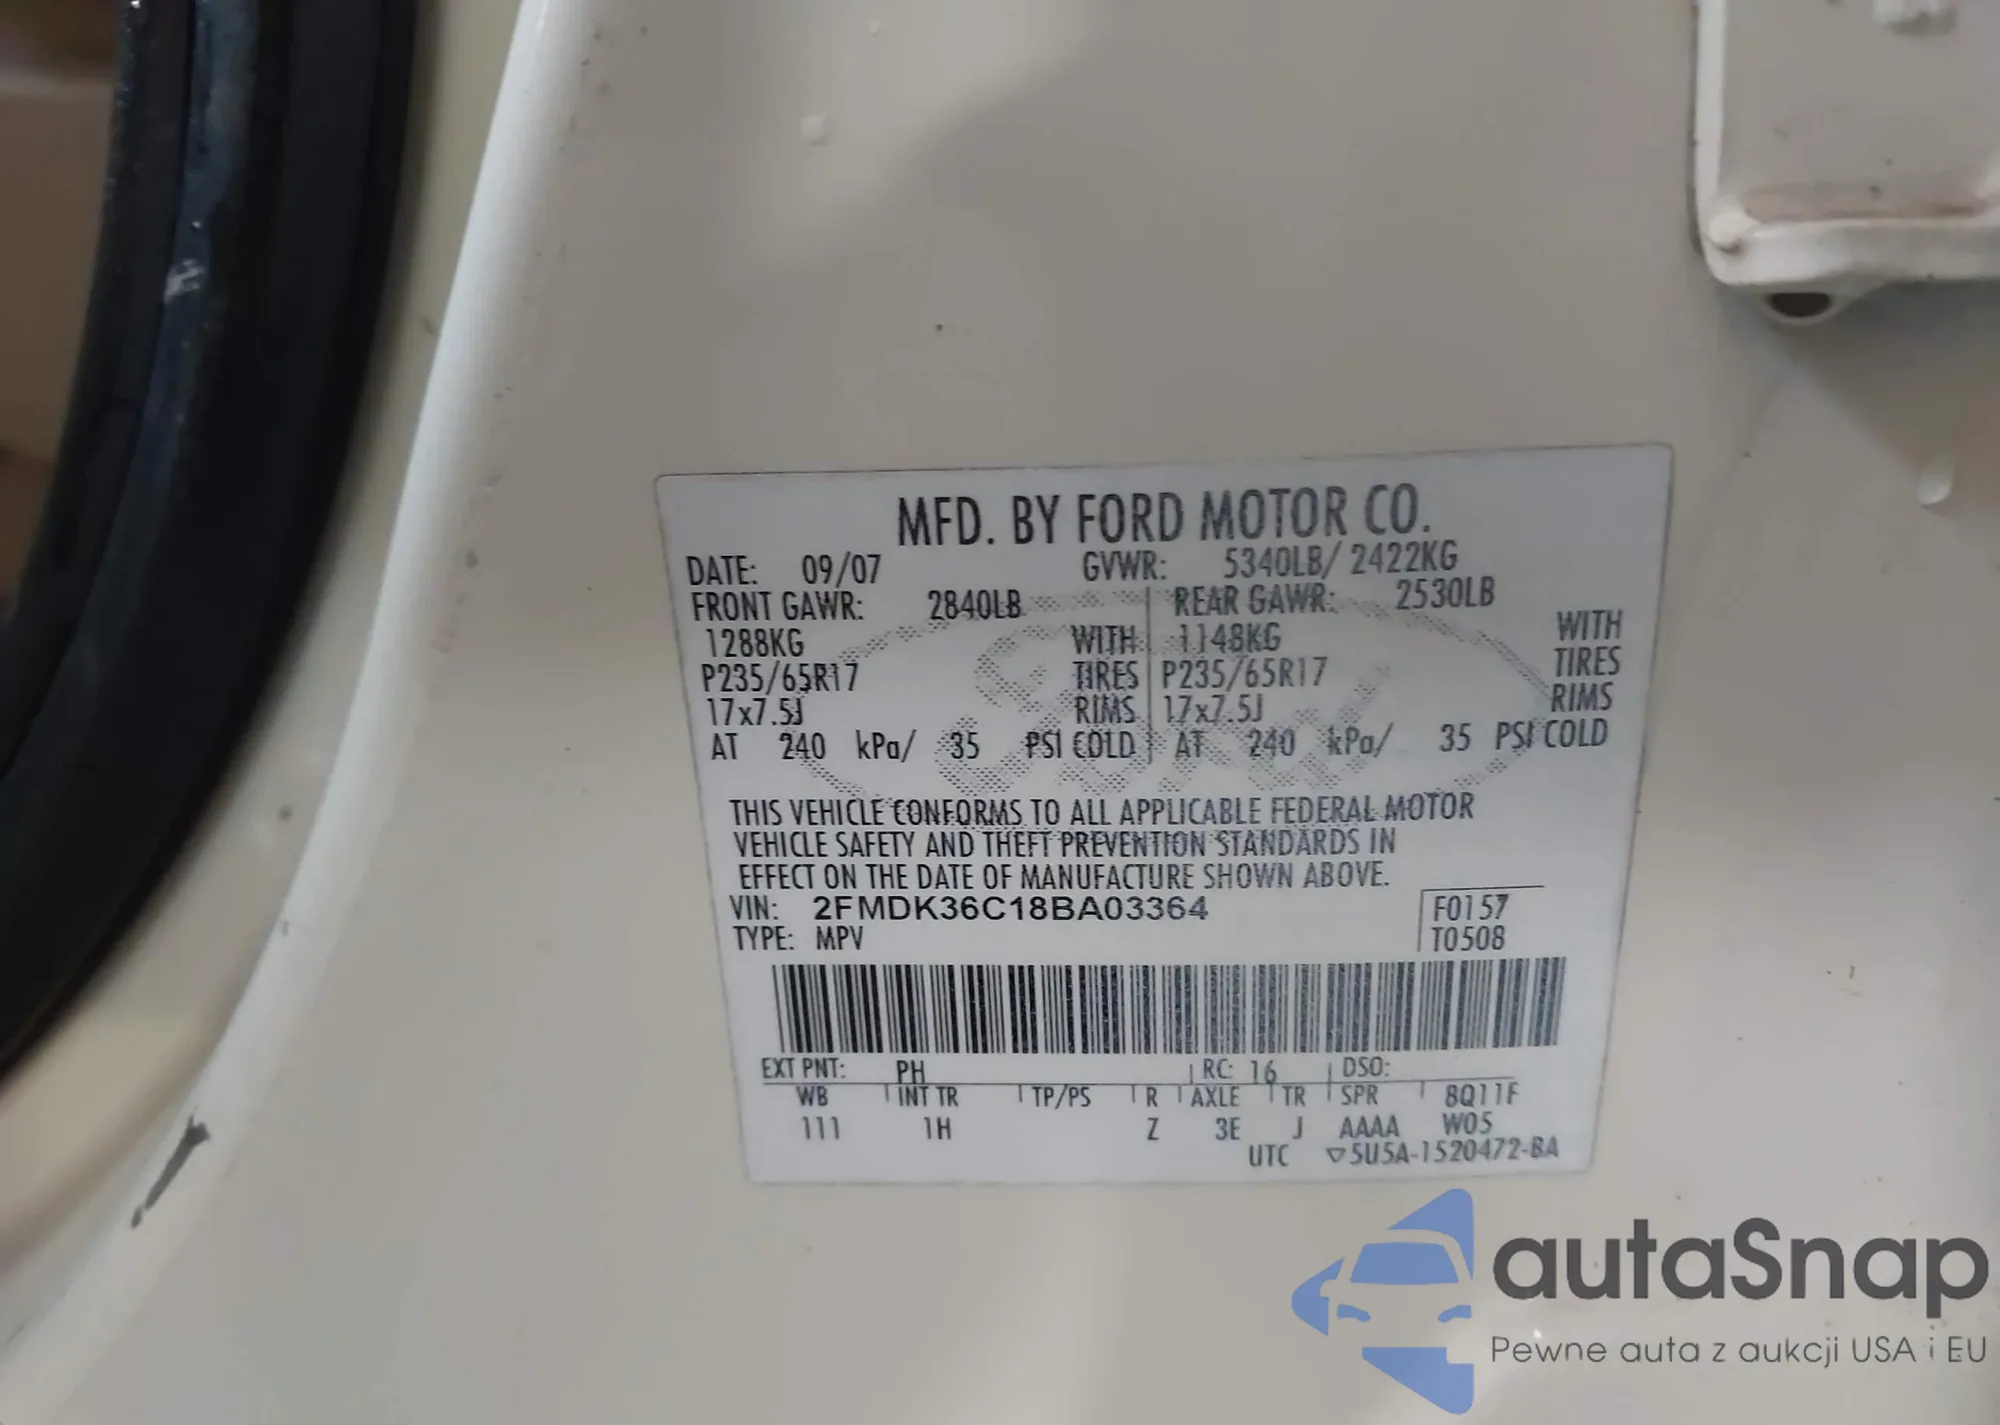 MFD. BY FORD MOTOR CO.
DATE: 09/07 GVWR: 5340LB/ 2422KG
FRONT GAWR: 2840LB REAR GAWR: 2530LB
1288KG WITH 1148KG WITH
P235/65R17 TIRES P235/65R17 TIRES
17x7.5J RIMS 17x7.5J RIMS
AT 240 kPa/ 35 PSI COLD AT 240 kPa/ 35 PSI COLD
THIS VEHICLE CONFORMS TO ALL APPLICABLE FEDERAL MOTOR
VEHICLE SAFETY AND THEFT PREVENTION STANDARDS IN
EFFECT ON THE DATE OF MANUFACTURE SHOWN ABOVE.
VIN: 2FMDK36C18BA03364 F0157
TYPE: MPV T0508
EXT PNT: PH RC: 16 DSO:
WB INT TR TP/PS R AXLE TR SPR 8Q11F
111 1H Z 3E J AAAA W05
UTC ▽5U5A-1520472-BA
Ford
autaSnap
Pewne auta z aukcji USA i EU